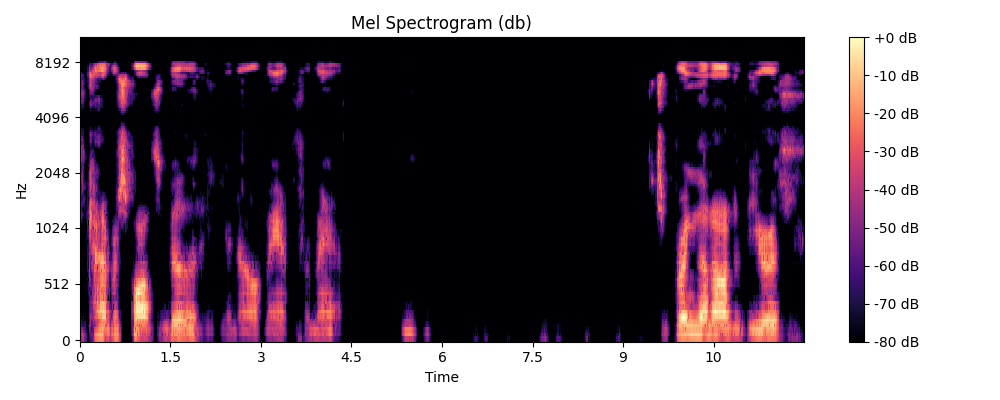 Mel Spectrogram (db)
8192
4096
2048
1024
512
0
Hz
0 1.5 3 4.5 6 7.5 9 10
Time
+0 dB
-10 dB
-20 dB
-30 dB
-40 dB
-50 dB
-60 dB
-70 dB
-80 dB